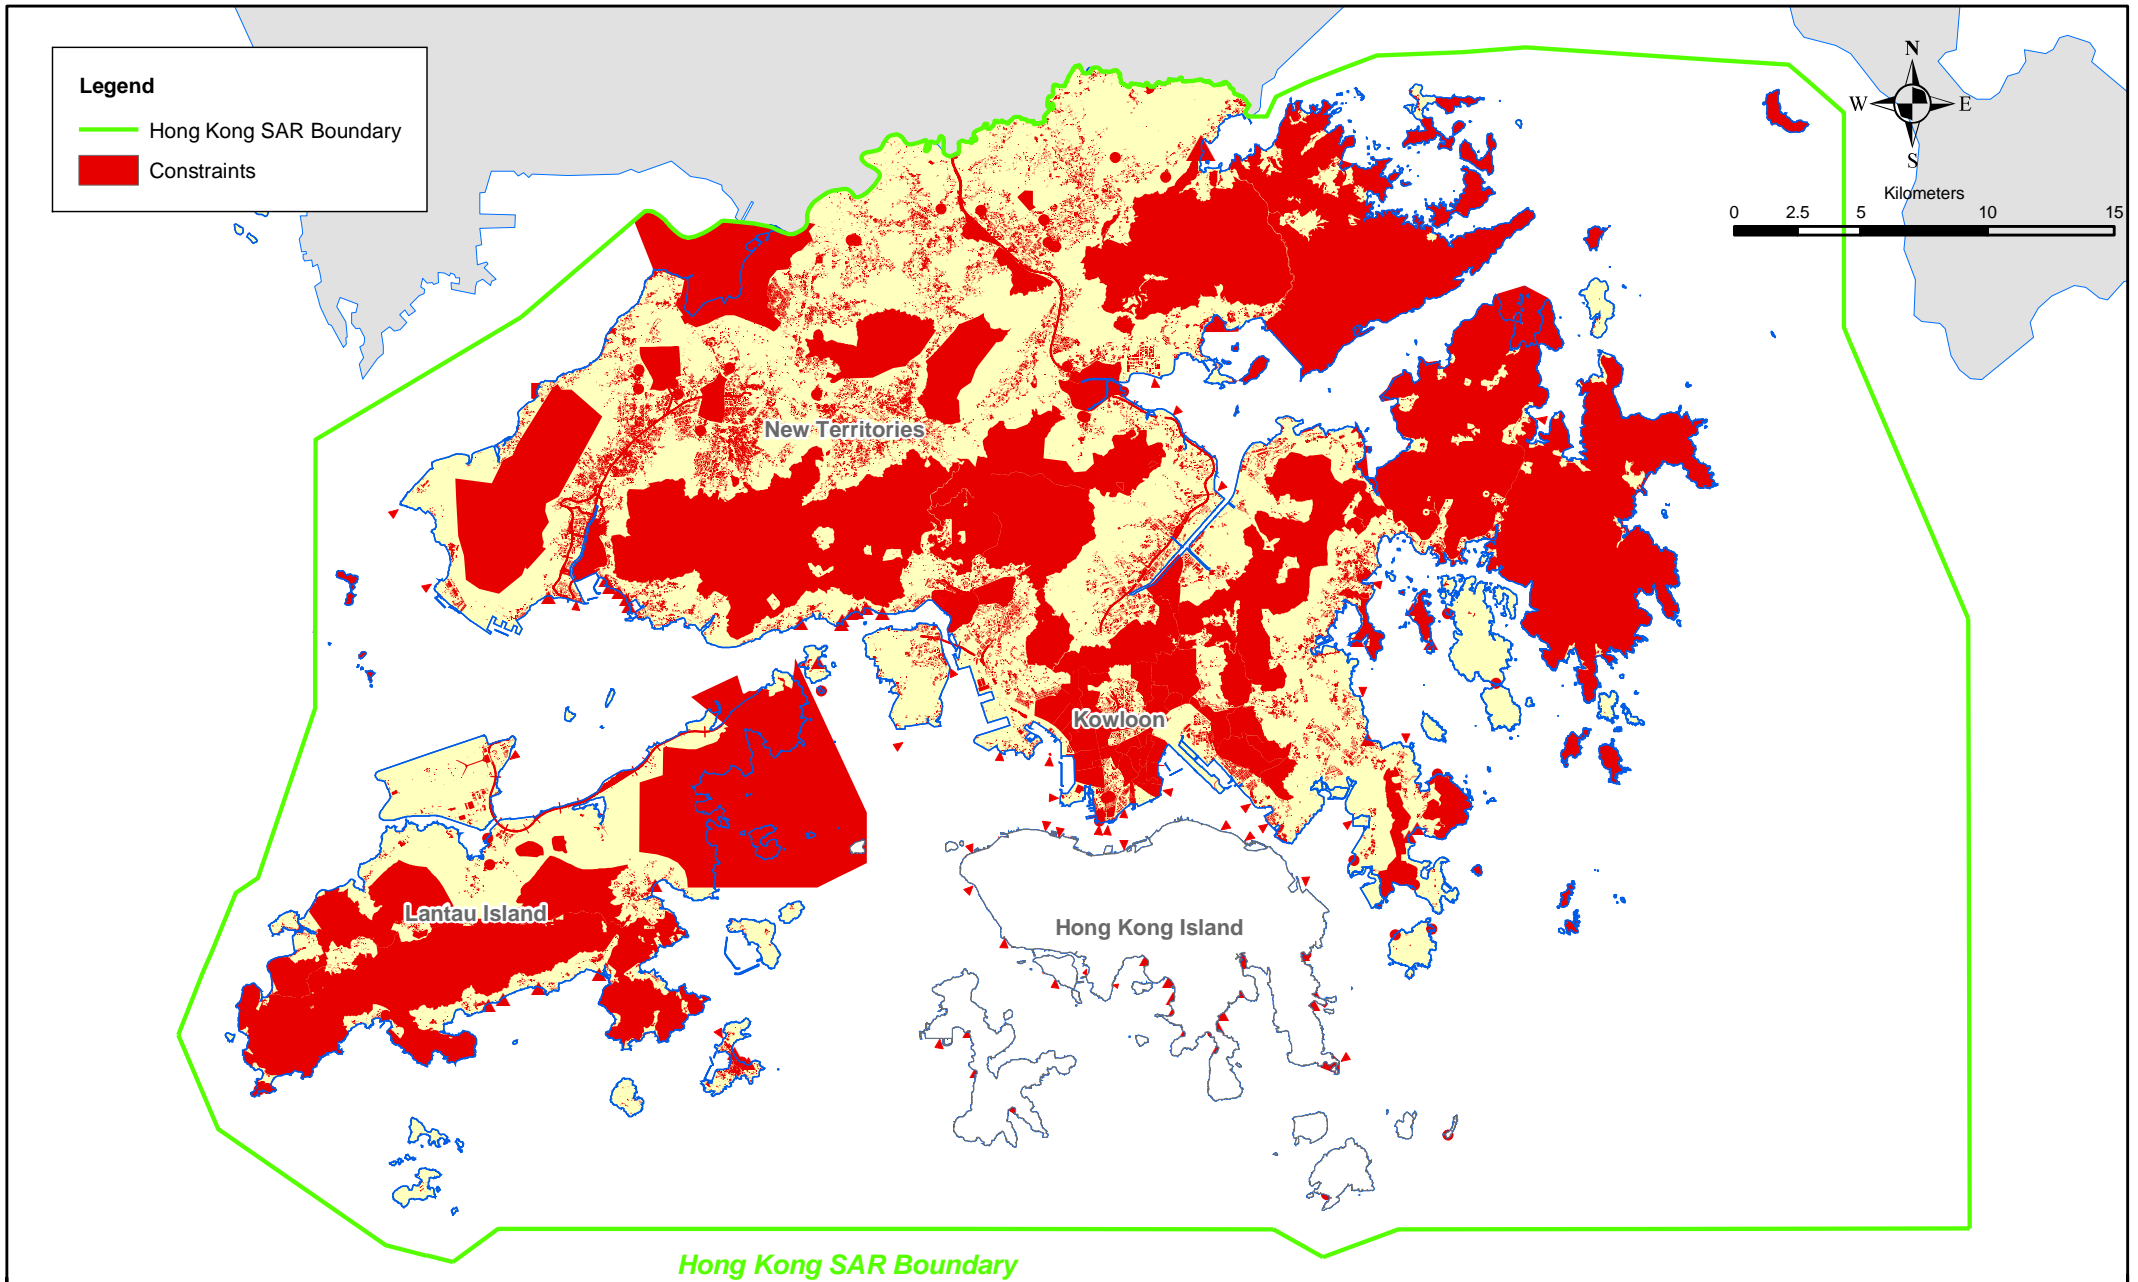 Legend
Hong Kong SAR Boundary
Constraints
N
W E
S
Kilometers
0 2.5 5 10 15
New Territories
Kowloon
Lantau Island
Hong Kong Island
Hong Kong SAR Boundary